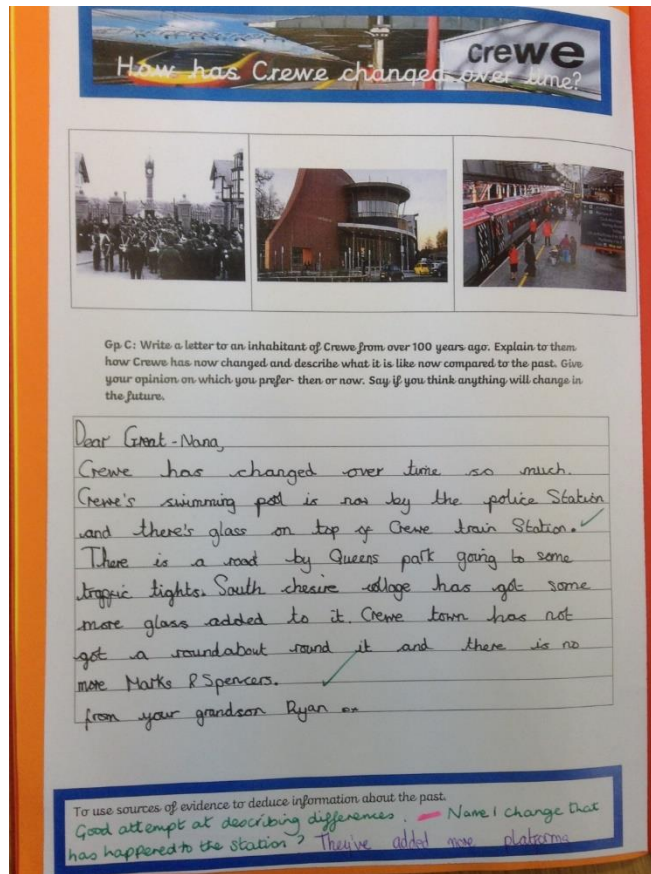 crewe
How has Crewe changed over time?
Gp C: Write a letter to an inhabitant of Crewe from over 100 years ago. Explain to them
how Crewe has now changed and describe what it is like now compared to the past. Give
your opinion on which you prefer- then or now. Say if you think anything will change in
the future.
Dear Great-Nana,
Crewe has changed over time so much.
Crewe's swimming pool is now by the police Station
and there's glass on top of Crewe train Station.
There is a road by Queens park going to some
traffic tights. South chesire collage has got some
more glass added to it. Crewe town has not
got a roundabout round it and there is no
more Marks & Spencers.
from your grandson Ryan
To use sources of evidence to deduce information about the past.
Good attempt at describing differences. - Name 1 change that
has happened to the station? They've added more platforms